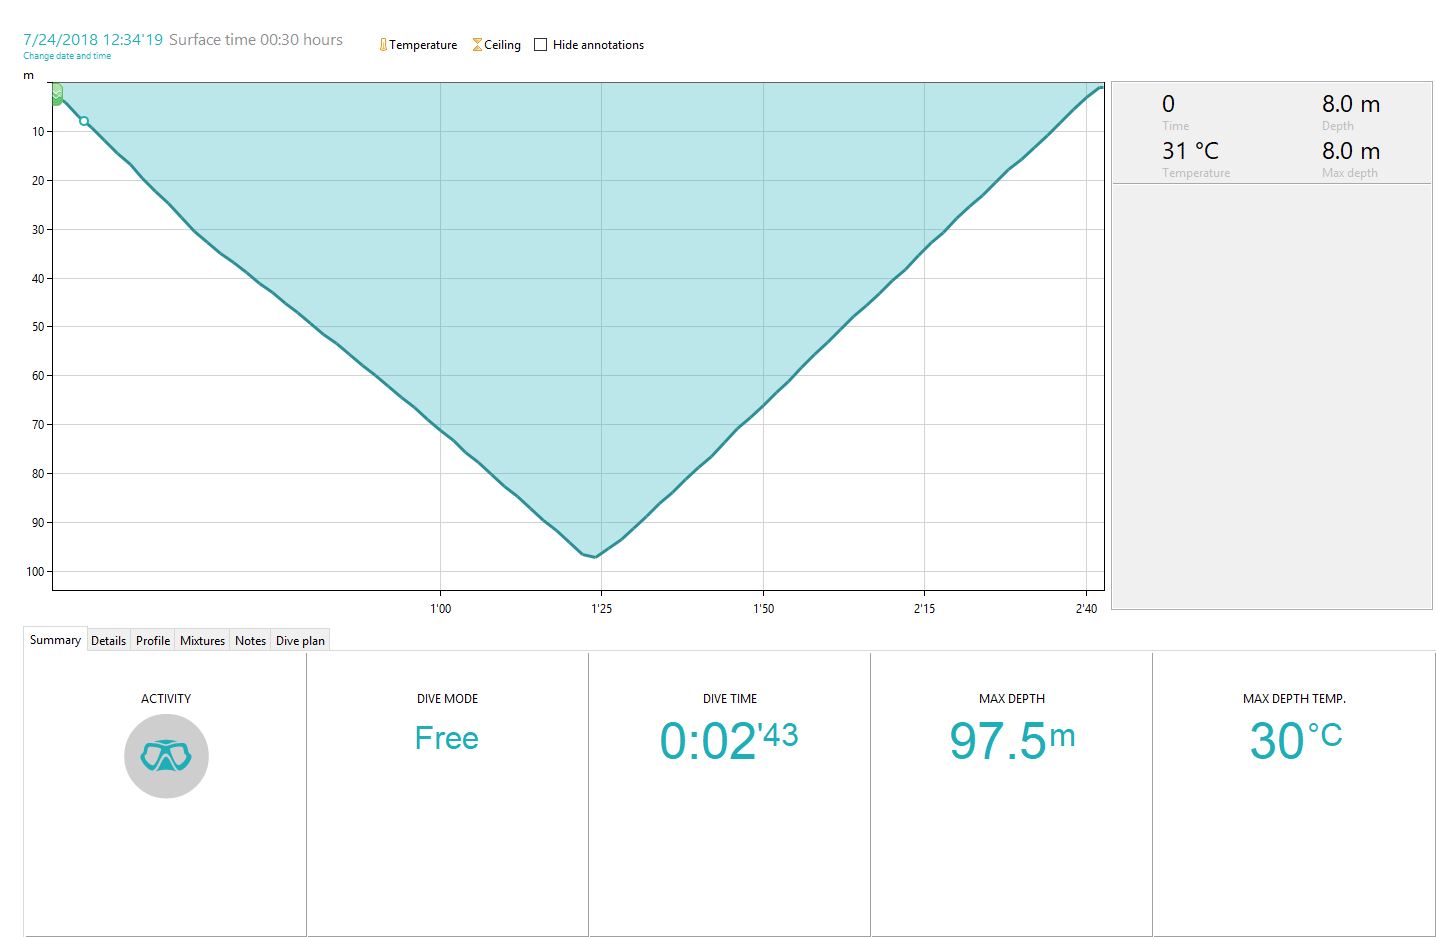 7/24/2018 12:34'19 Surface time 00:30 hours
Change date and time
Temperature Ceiling Hide annotations
m
10
20
30
40
50
60
70
80
90
100
1'00 1'25 1'50 2'15 2'40
0 8.0 m
Time Depth
31 °C 8.0 m
Temperature Max depth
Summary Details Profile Mixtures Notes Dive plan
ACTIVITY DIVE MODE DIVE TIME MAX DEPTH MAX DEPTH TEMP.
Free 0:02'43 97.5m 30°C